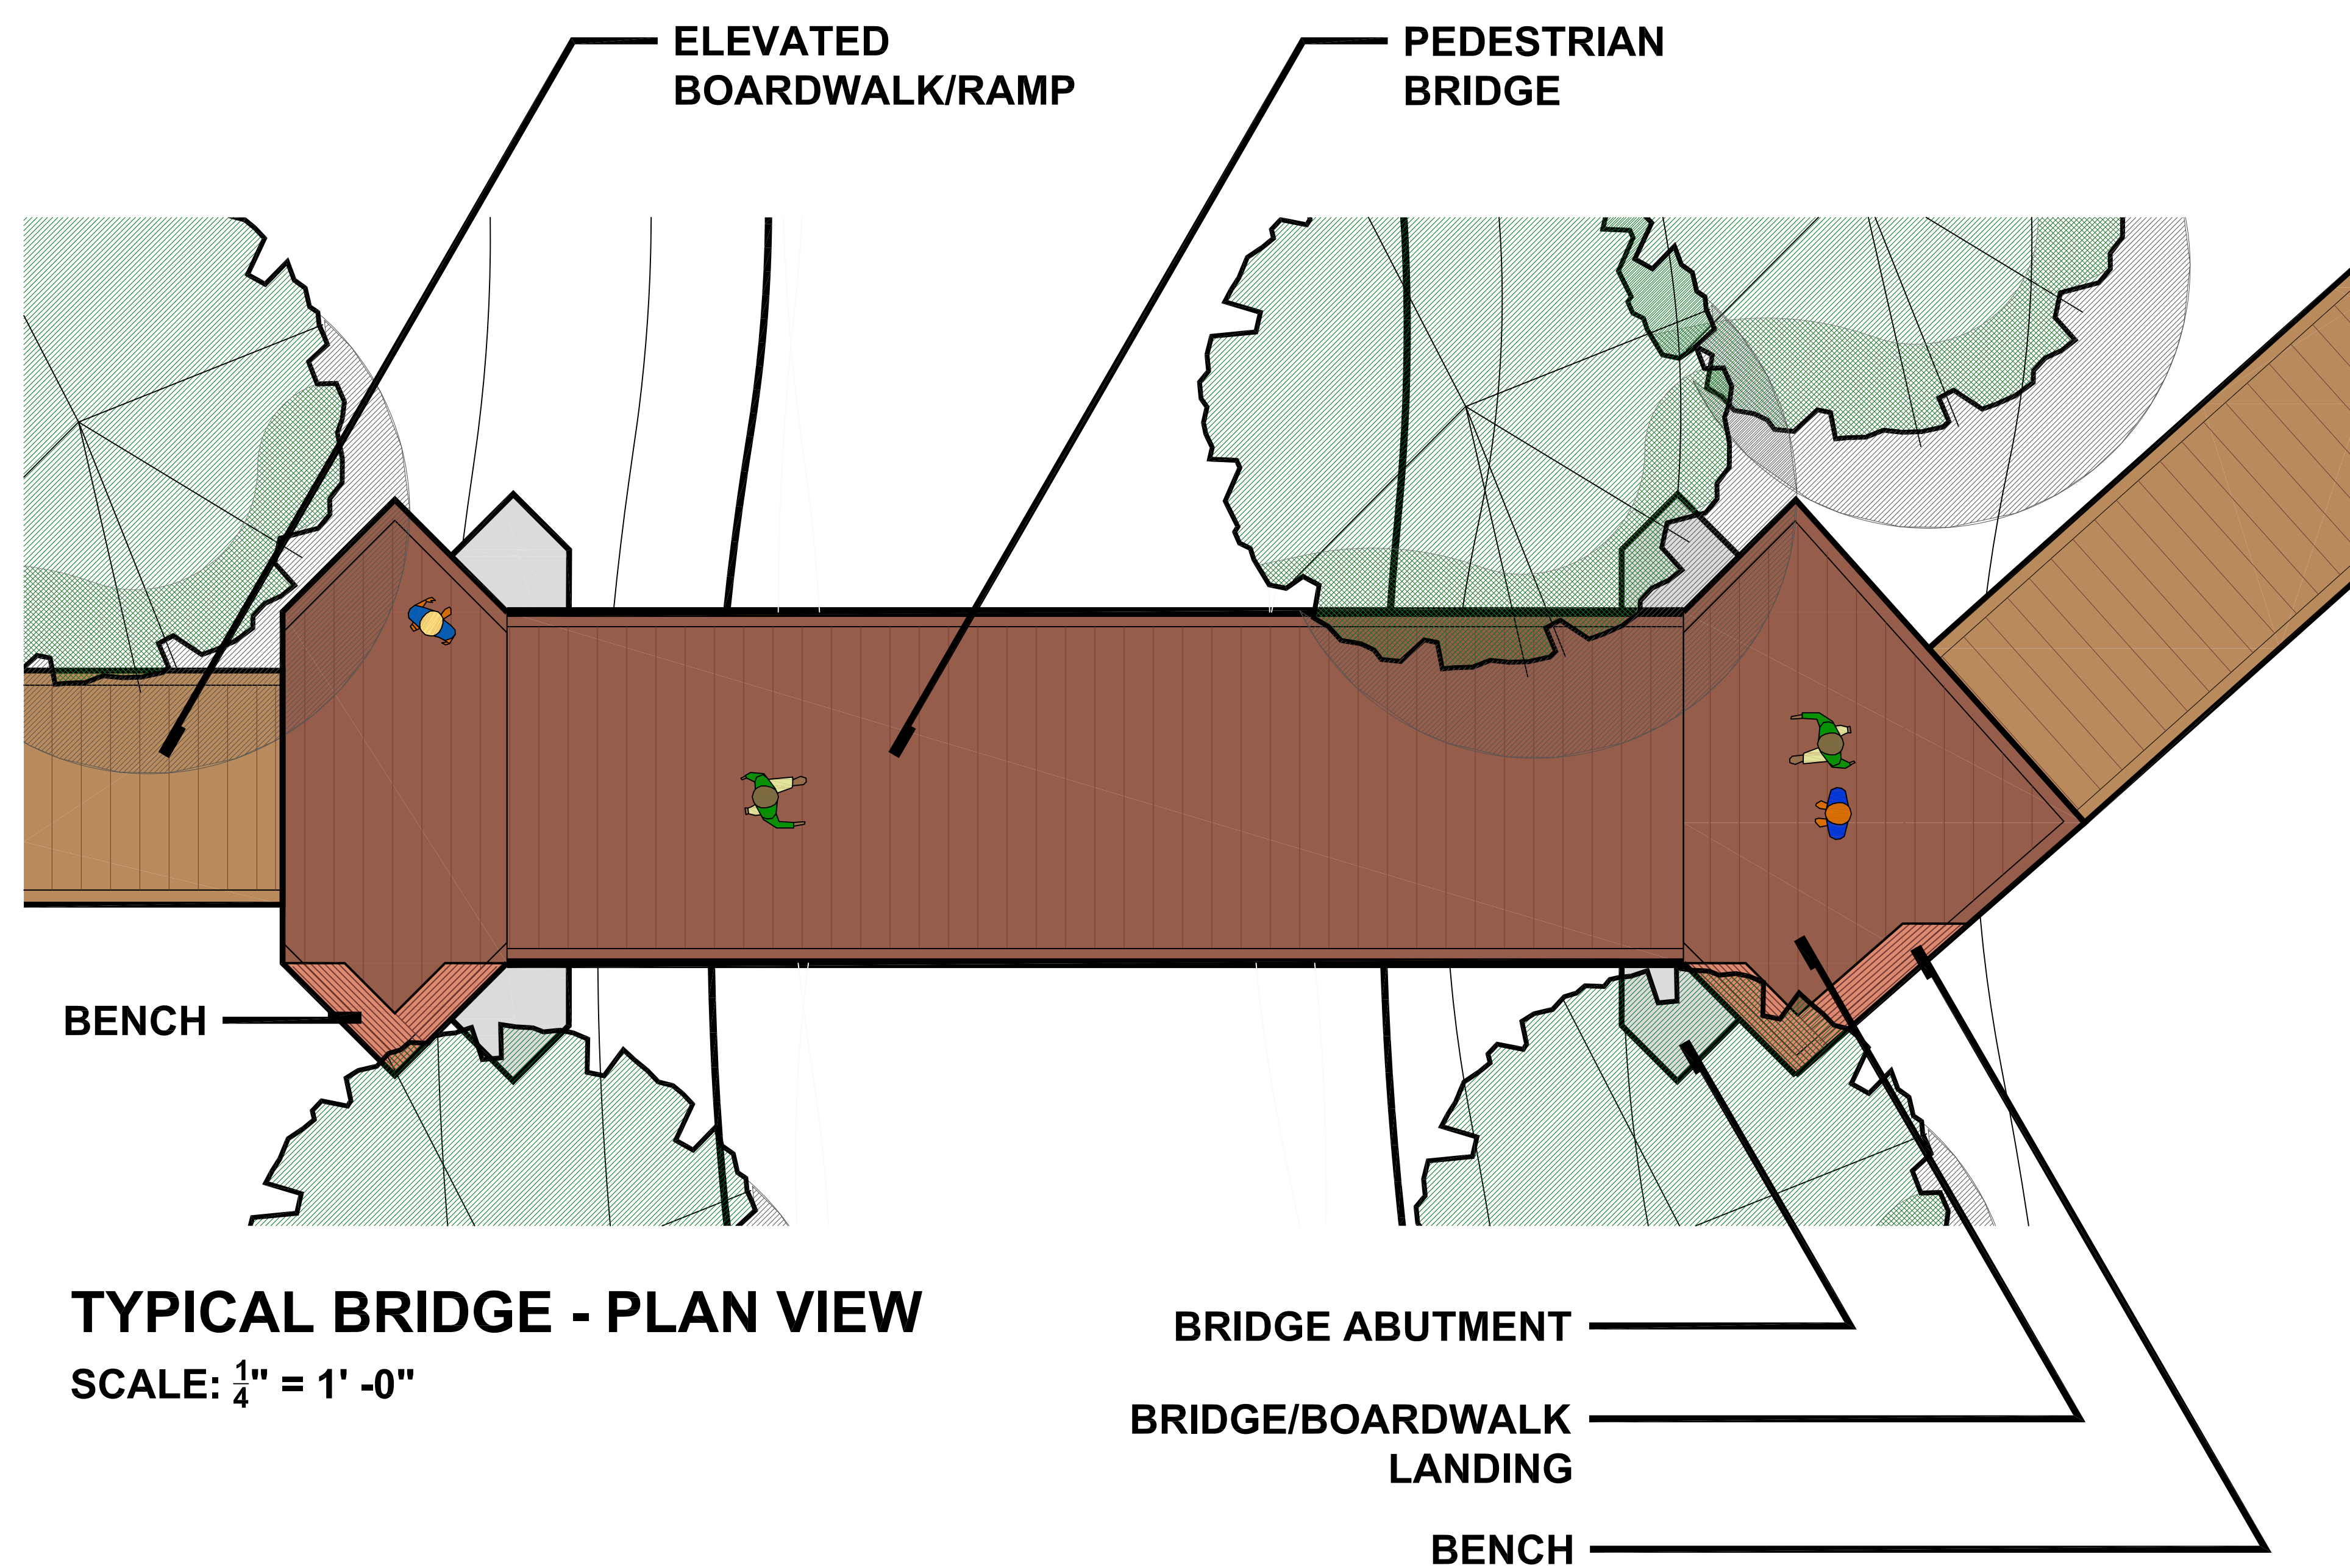 ELEVATED
BOARDWALK/RAMP
PEDESTRIAN
BRIDGE
BENCH
TYPICAL BRIDGE - PLAN VIEW
SCALE: 1/4" = 1' -0"
BRIDGE ABUTMENT
BRIDGE/BOARDWALK
LANDING
BENCH